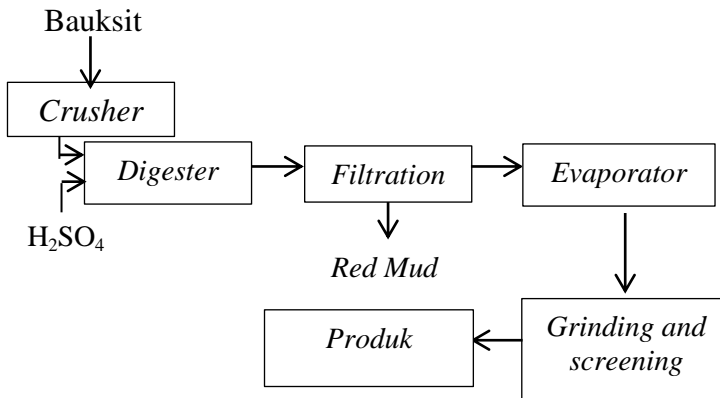 Bauksit
Crusher
Digester
Filtration
Evaporator
H₂SO₄
Red Mud
Grinding and
screening
Produk